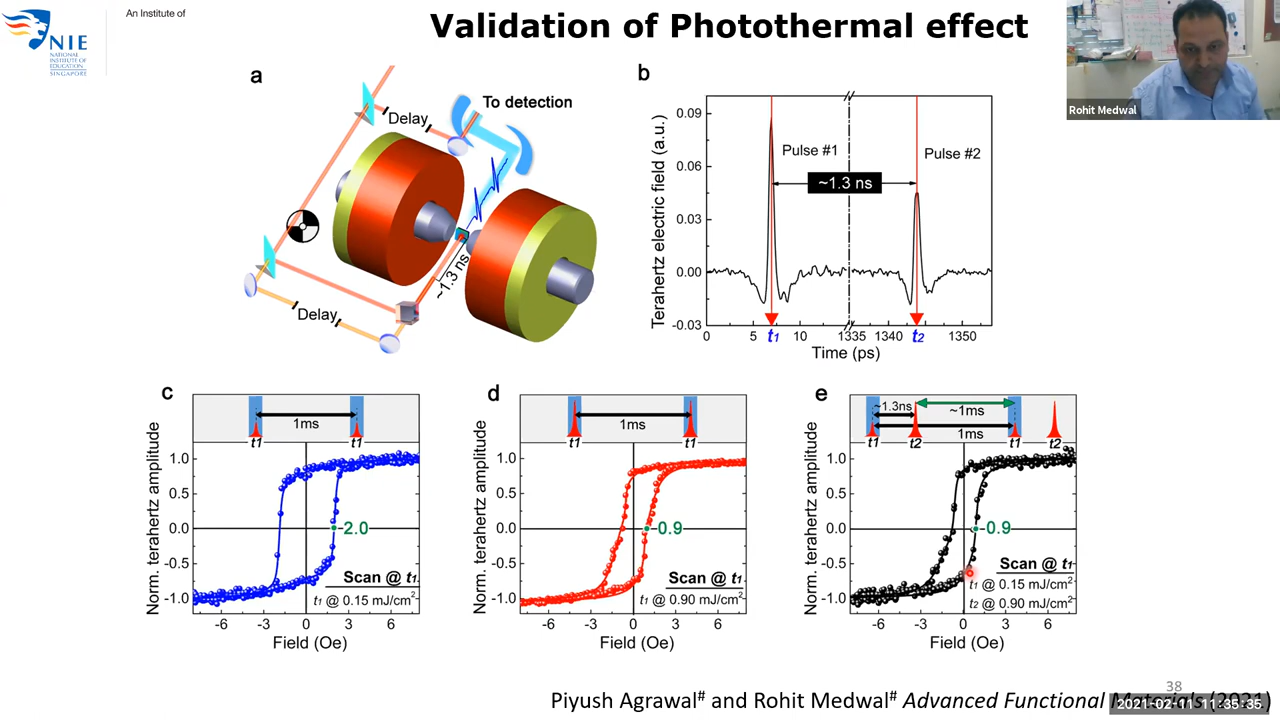 An Institute of
NIE
NATIONAL
INSTITUTE OF
EDUCATION
SINGAPORE
Validation of Photothermal effect
Rohit Medwal
a
To detection
Delay
~1.3 ns
Delay
b
Terahertz electric field (a.u.)
0.09
0.06
0.03
0.00
-0.03
Pulse #1
Pulse #2
~1.3 ns
0 5 t1 10 1335 1340 t2 1350
Time (ps)
c
1ms
t1 t1
Norm. terahertz amplitude
1.0
0.5
0.0
-0.5
-1.0
2.0
Scan @ t1
t1 @ 0.15 mJ/cm2
-6 -3 0 3 6
Field (Oe)
d
1ms
t1 t1
Norm. terahertz amplitude
1.0
0.5
0.0
-0.5
-1.0
0.9
Scan @ t1
t1 @ 0.90 mJ/cm2
-6 -3 0 3 6
Field (Oe)
e
~1.3ns ~1ms
1ms
t1 t2 t1 t2
Norm. terahertz amplitude
1.0
0.5
0.0
-0.5
-1.0
0.9
Scan @ t1
t1 @ 0.15 mJ/cm2
t2 @ 0.90 mJ/cm2
-6 -3 0 3 6
Field (Oe)
38
Piyush Agrawal# and Rohit Medwal# Advanced Functional Materials (2021)
2021-02-11 11:35:35